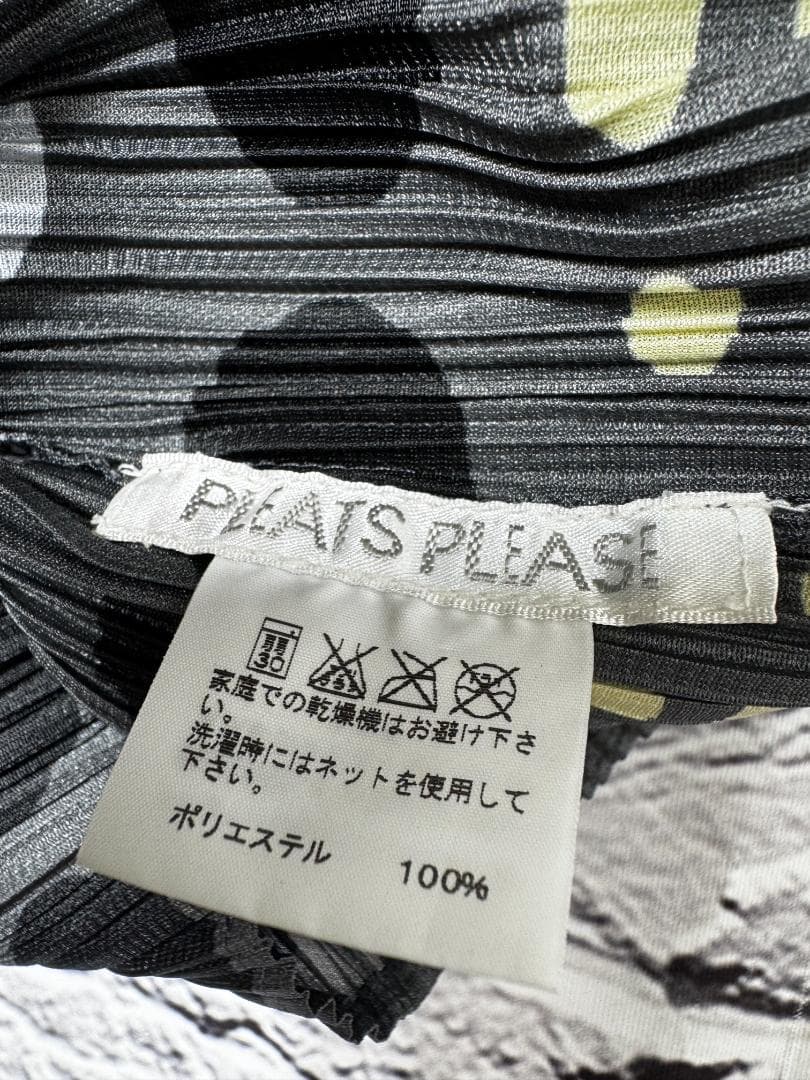 PLEATS PLEASE
弱
30
家庭での乾燥機はお避け下さ
い。
洗濯時にはネットを使用して
下さい。
ポリエステル 100%